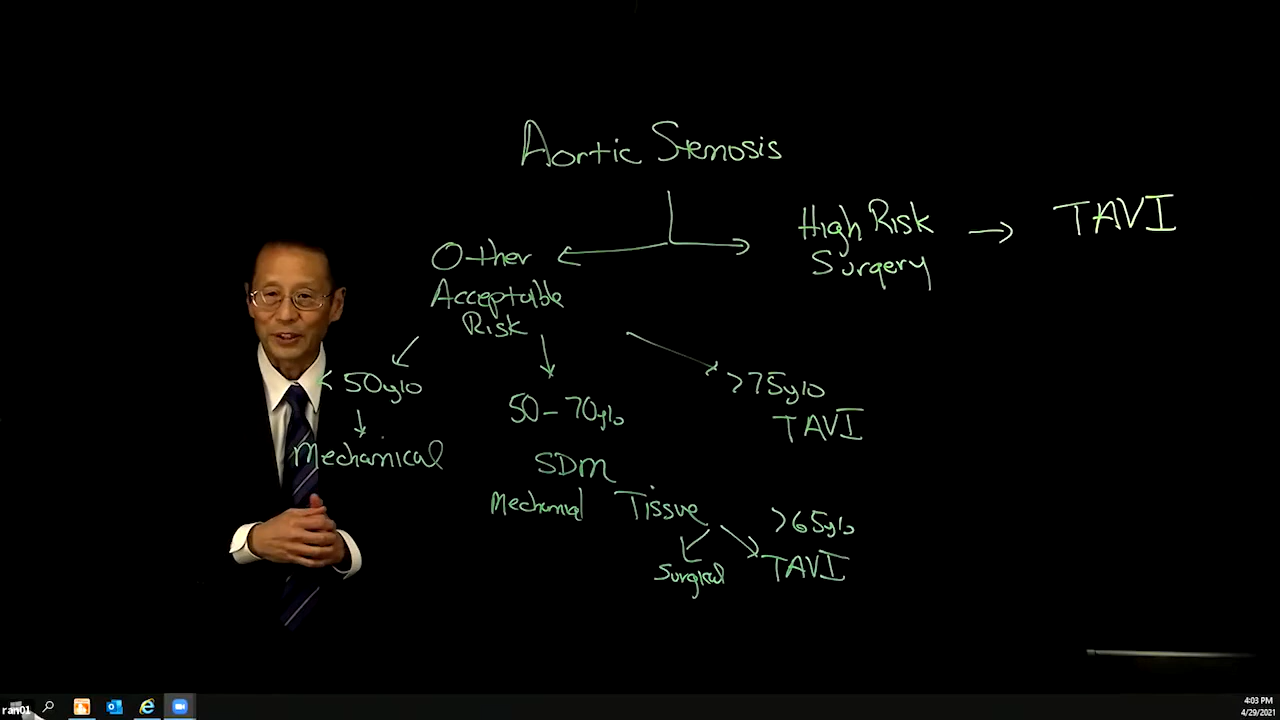 Aortic Stenosis
High Risk
Surgery
→ TAVI
Other
Acceptable
Risk
< 50y/o
Mechanical
50-70y/o
SDM
Mechanical Tissue
Surgical
>75y/o
TAVI
>65y/o
TAVI
ran01
4:03 PM
4/29/2021